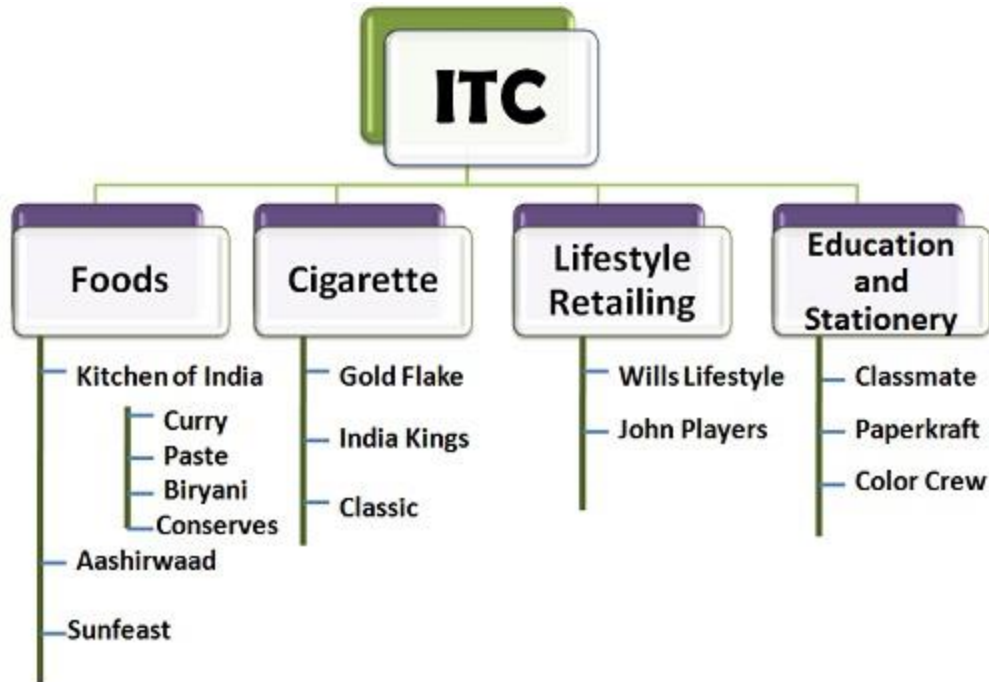 ITC
Foods
Kitchen of India
Curry
Paste
Biryani
Conserves
Aashirwaad
Sunfeast
Cigarette
Gold Flake
India Kings
Classic
Lifestyle
Retailing
Wills Lifestyle
John Players
Education
and
Stationery
Classmate
Paperkraft
Color Crew